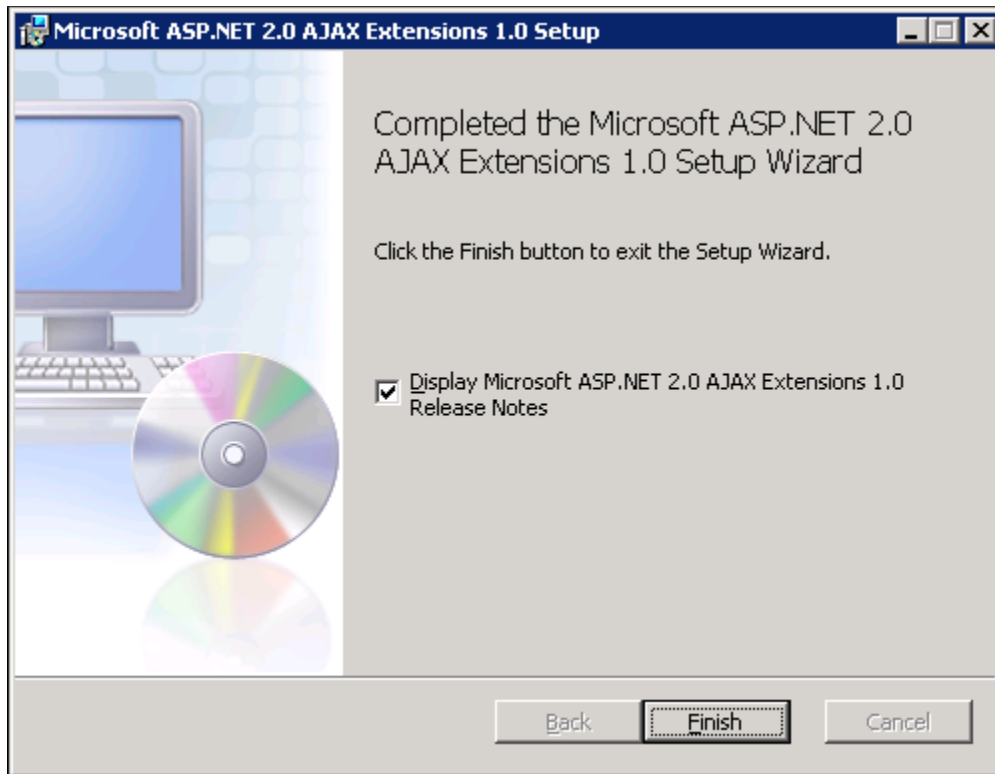 Microsoft ASP.NET 2.0 AJAX Extensions 1.0 Setup
Completed the Microsoft ASP.NET 2.0
AJAX Extensions 1.0 Setup Wizard
Click the Finish button to exit the Setup Wizard.
Display Microsoft ASP.NET 2.0 AJAX Extensions 1.0
Release Notes
Back Finish Cancel